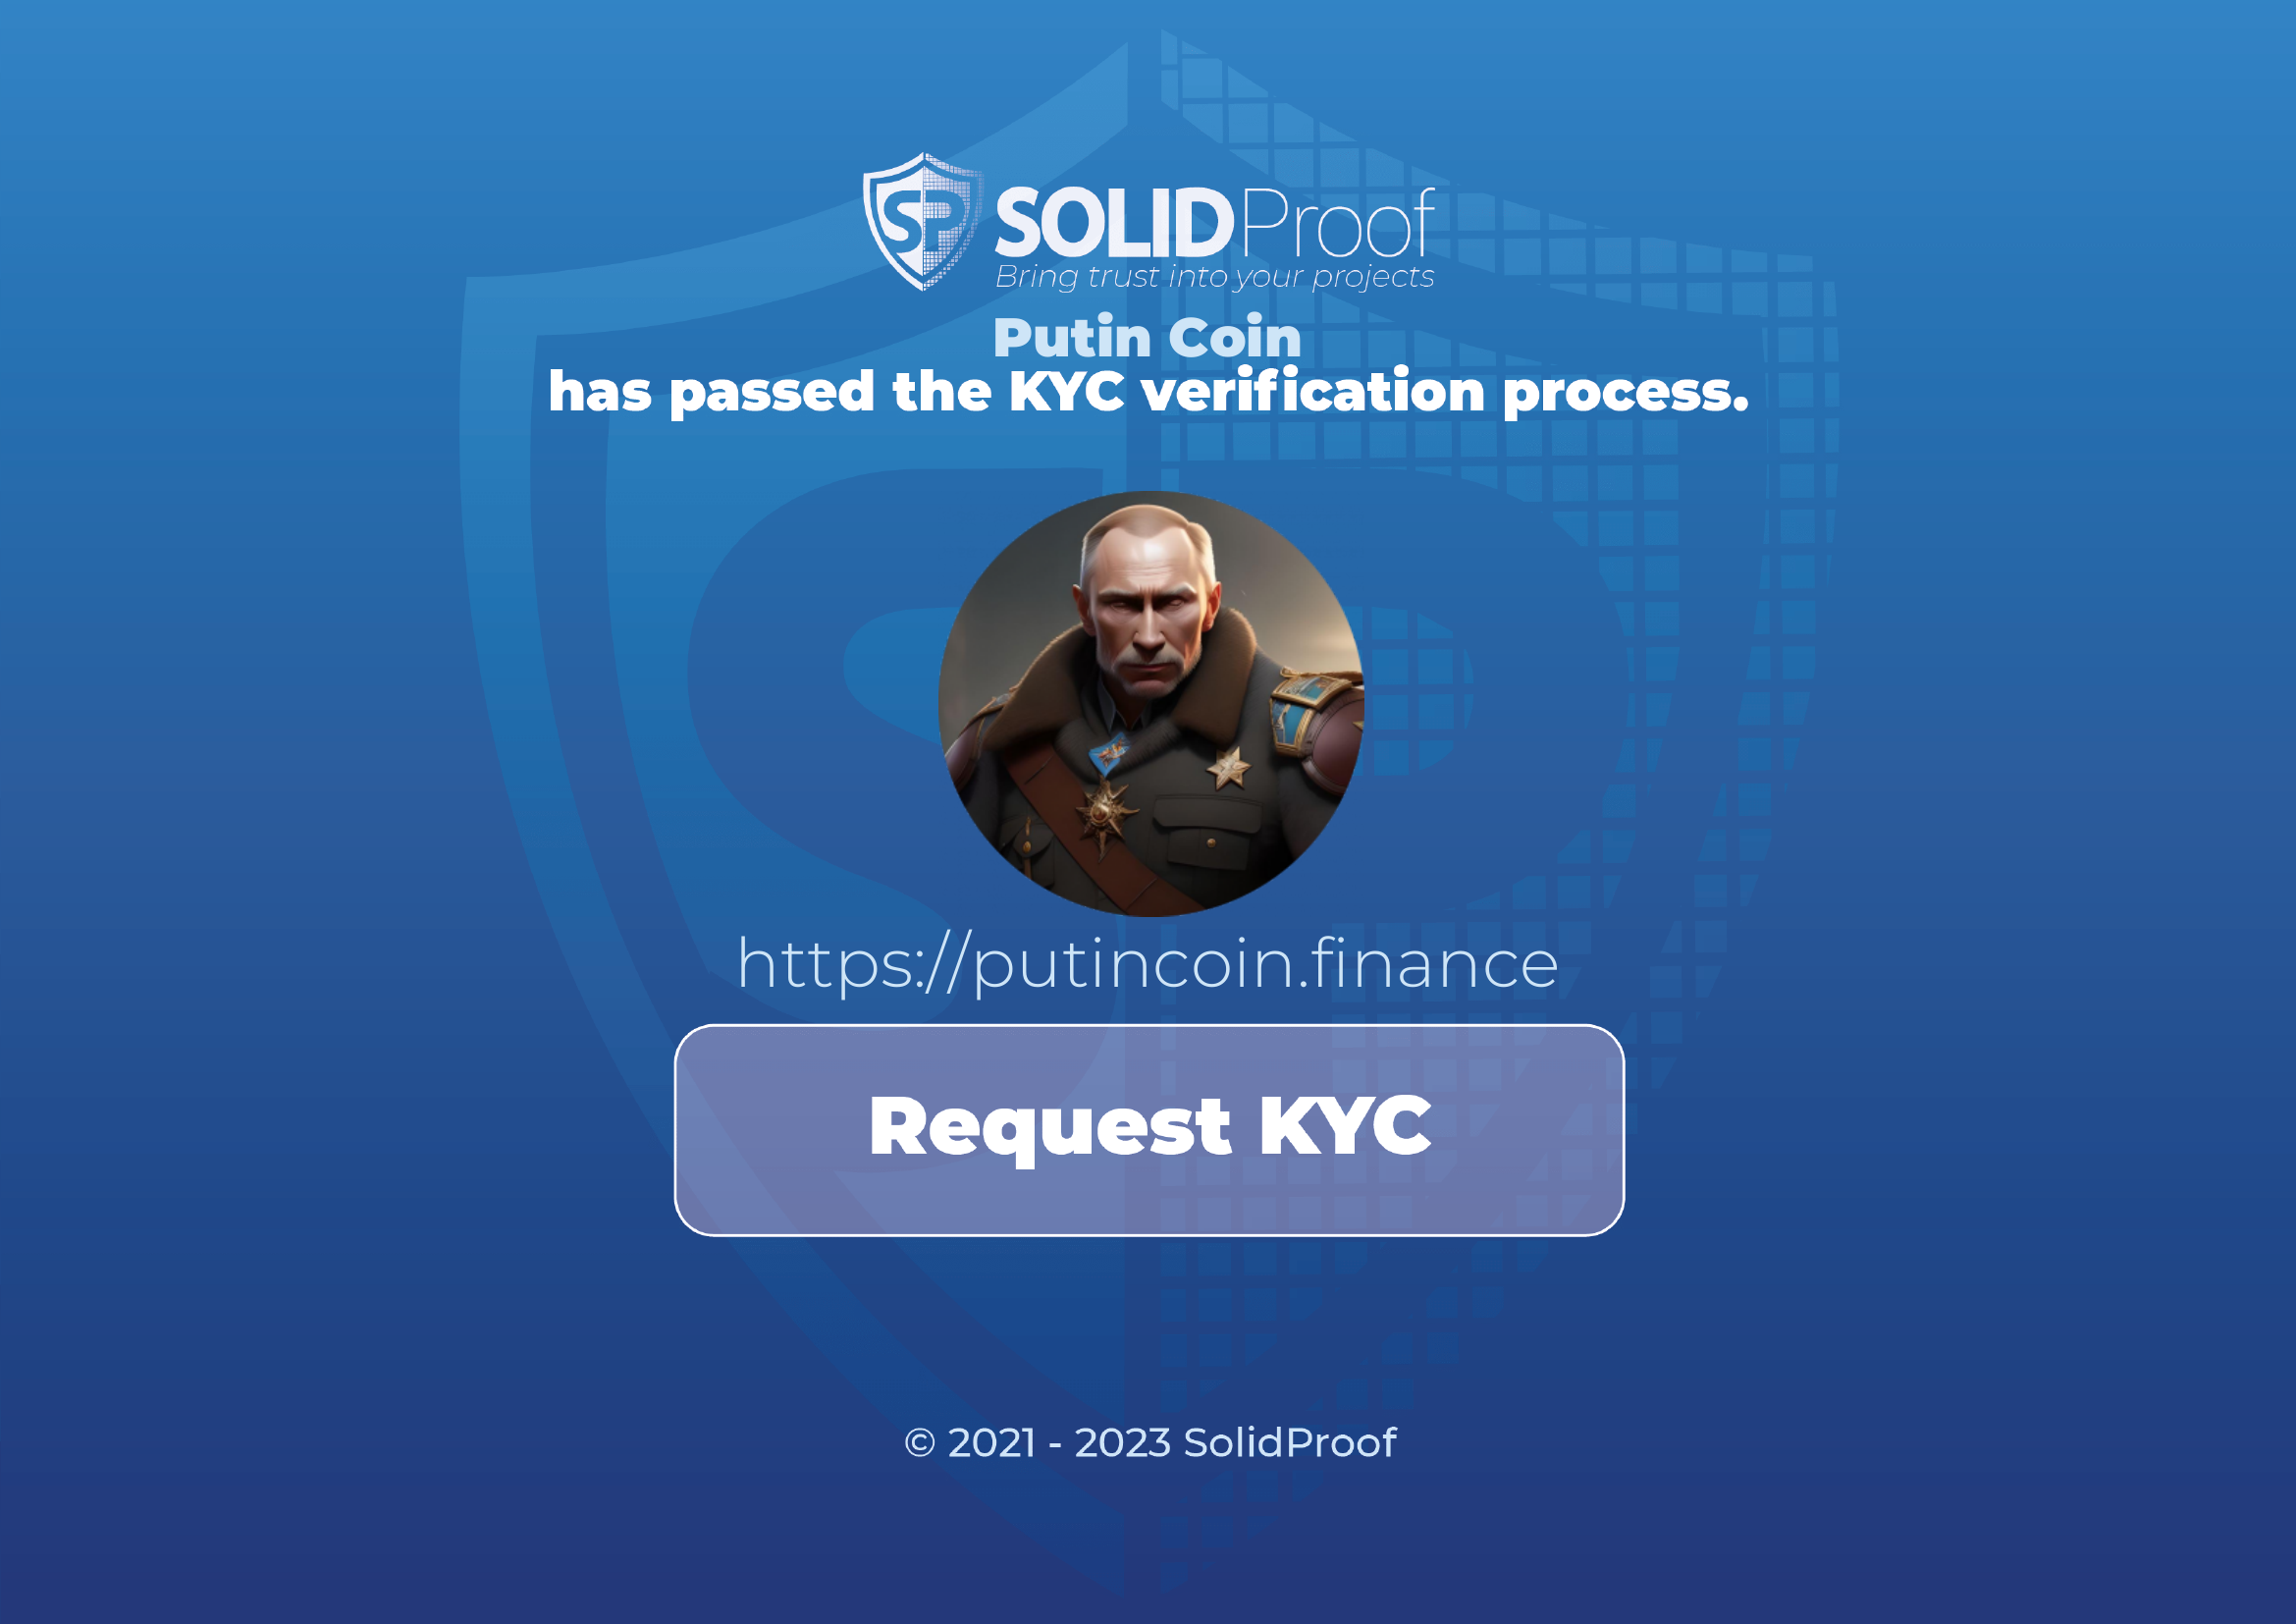 SP SOLIDProof
Bring trust into your projects
Putin Coin
has passed the KYC verification process.
https://putincoin.finance
Request KYC
© 2021 - 2023 SolidProof